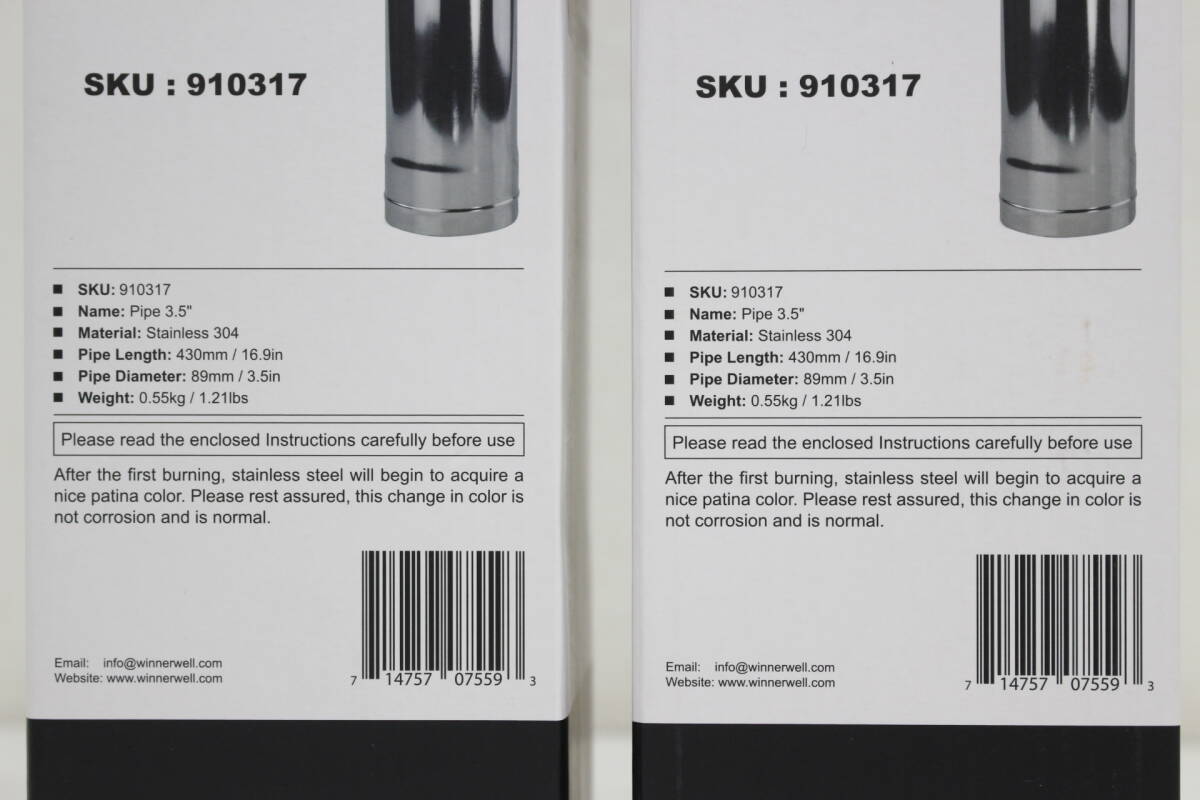 SKU : 910317
■ SKU: 910317
■ Name: Pipe 3.5"
■ Material: Stainless 304
■ Pipe Length: 430mm / 16.9in
■ Pipe Diameter: 89mm / 3.5in
■ Weight: 0.55kg / 1.21lbs
Please read the enclosed Instructions carefully before use
After the first burning, stainless steel will begin to acquire a
nice patina color. Please rest assured, this change in color is
not corrosion and is normal.
Email: info@winnerwell.com
Website: www.winnerwell.com
7 14757 07559 3
SKU : 910317
■ SKU: 910317
■ Name: Pipe 3.5"
■ Material: Stainless 304
■ Pipe Length: 430mm / 16.9in
■ Pipe Diameter: 89mm / 3.5in
■ Weight: 0.55kg / 1.21lbs
Please read the enclosed Instructions carefully before use
After the first burning, stainless steel will begin to acquire a
nice patina color. Please rest assured, this change in color is
not corrosion and is normal.
Email: info@winnerwell.com
Website: www.winnerwell.com
7 14757 07559 3